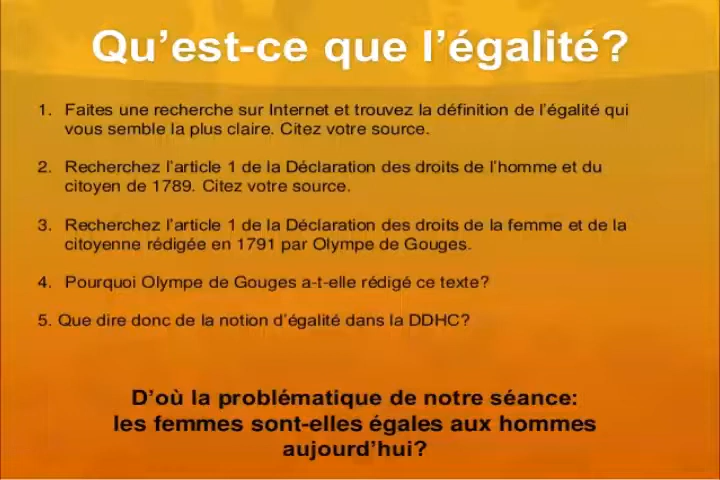 Qu’est-ce que l’égalité?
1. Faites une recherche sur Internet et trouvez la définition de l’égalité qui
vous semble la plus claire. Citez votre source.
2. Recherchez l’article 1 de la Déclaration des droits de l’homme et du
citoyen de 1789. Citez votre source.
3. Recherchez l’article 1 de la Déclaration des droits de la femme et de la
citoyenne rédigée en 1791 par Olympe de Gouges.
4. Pourquoi Olympe de Gouges a-t-elle rédigé ce texte?
5. Que dire donc de la notion d’égalité dans la DDHC?
D’où la problématique de notre séance:
les femmes sont-elles égales aux hommes
aujourd’hui?